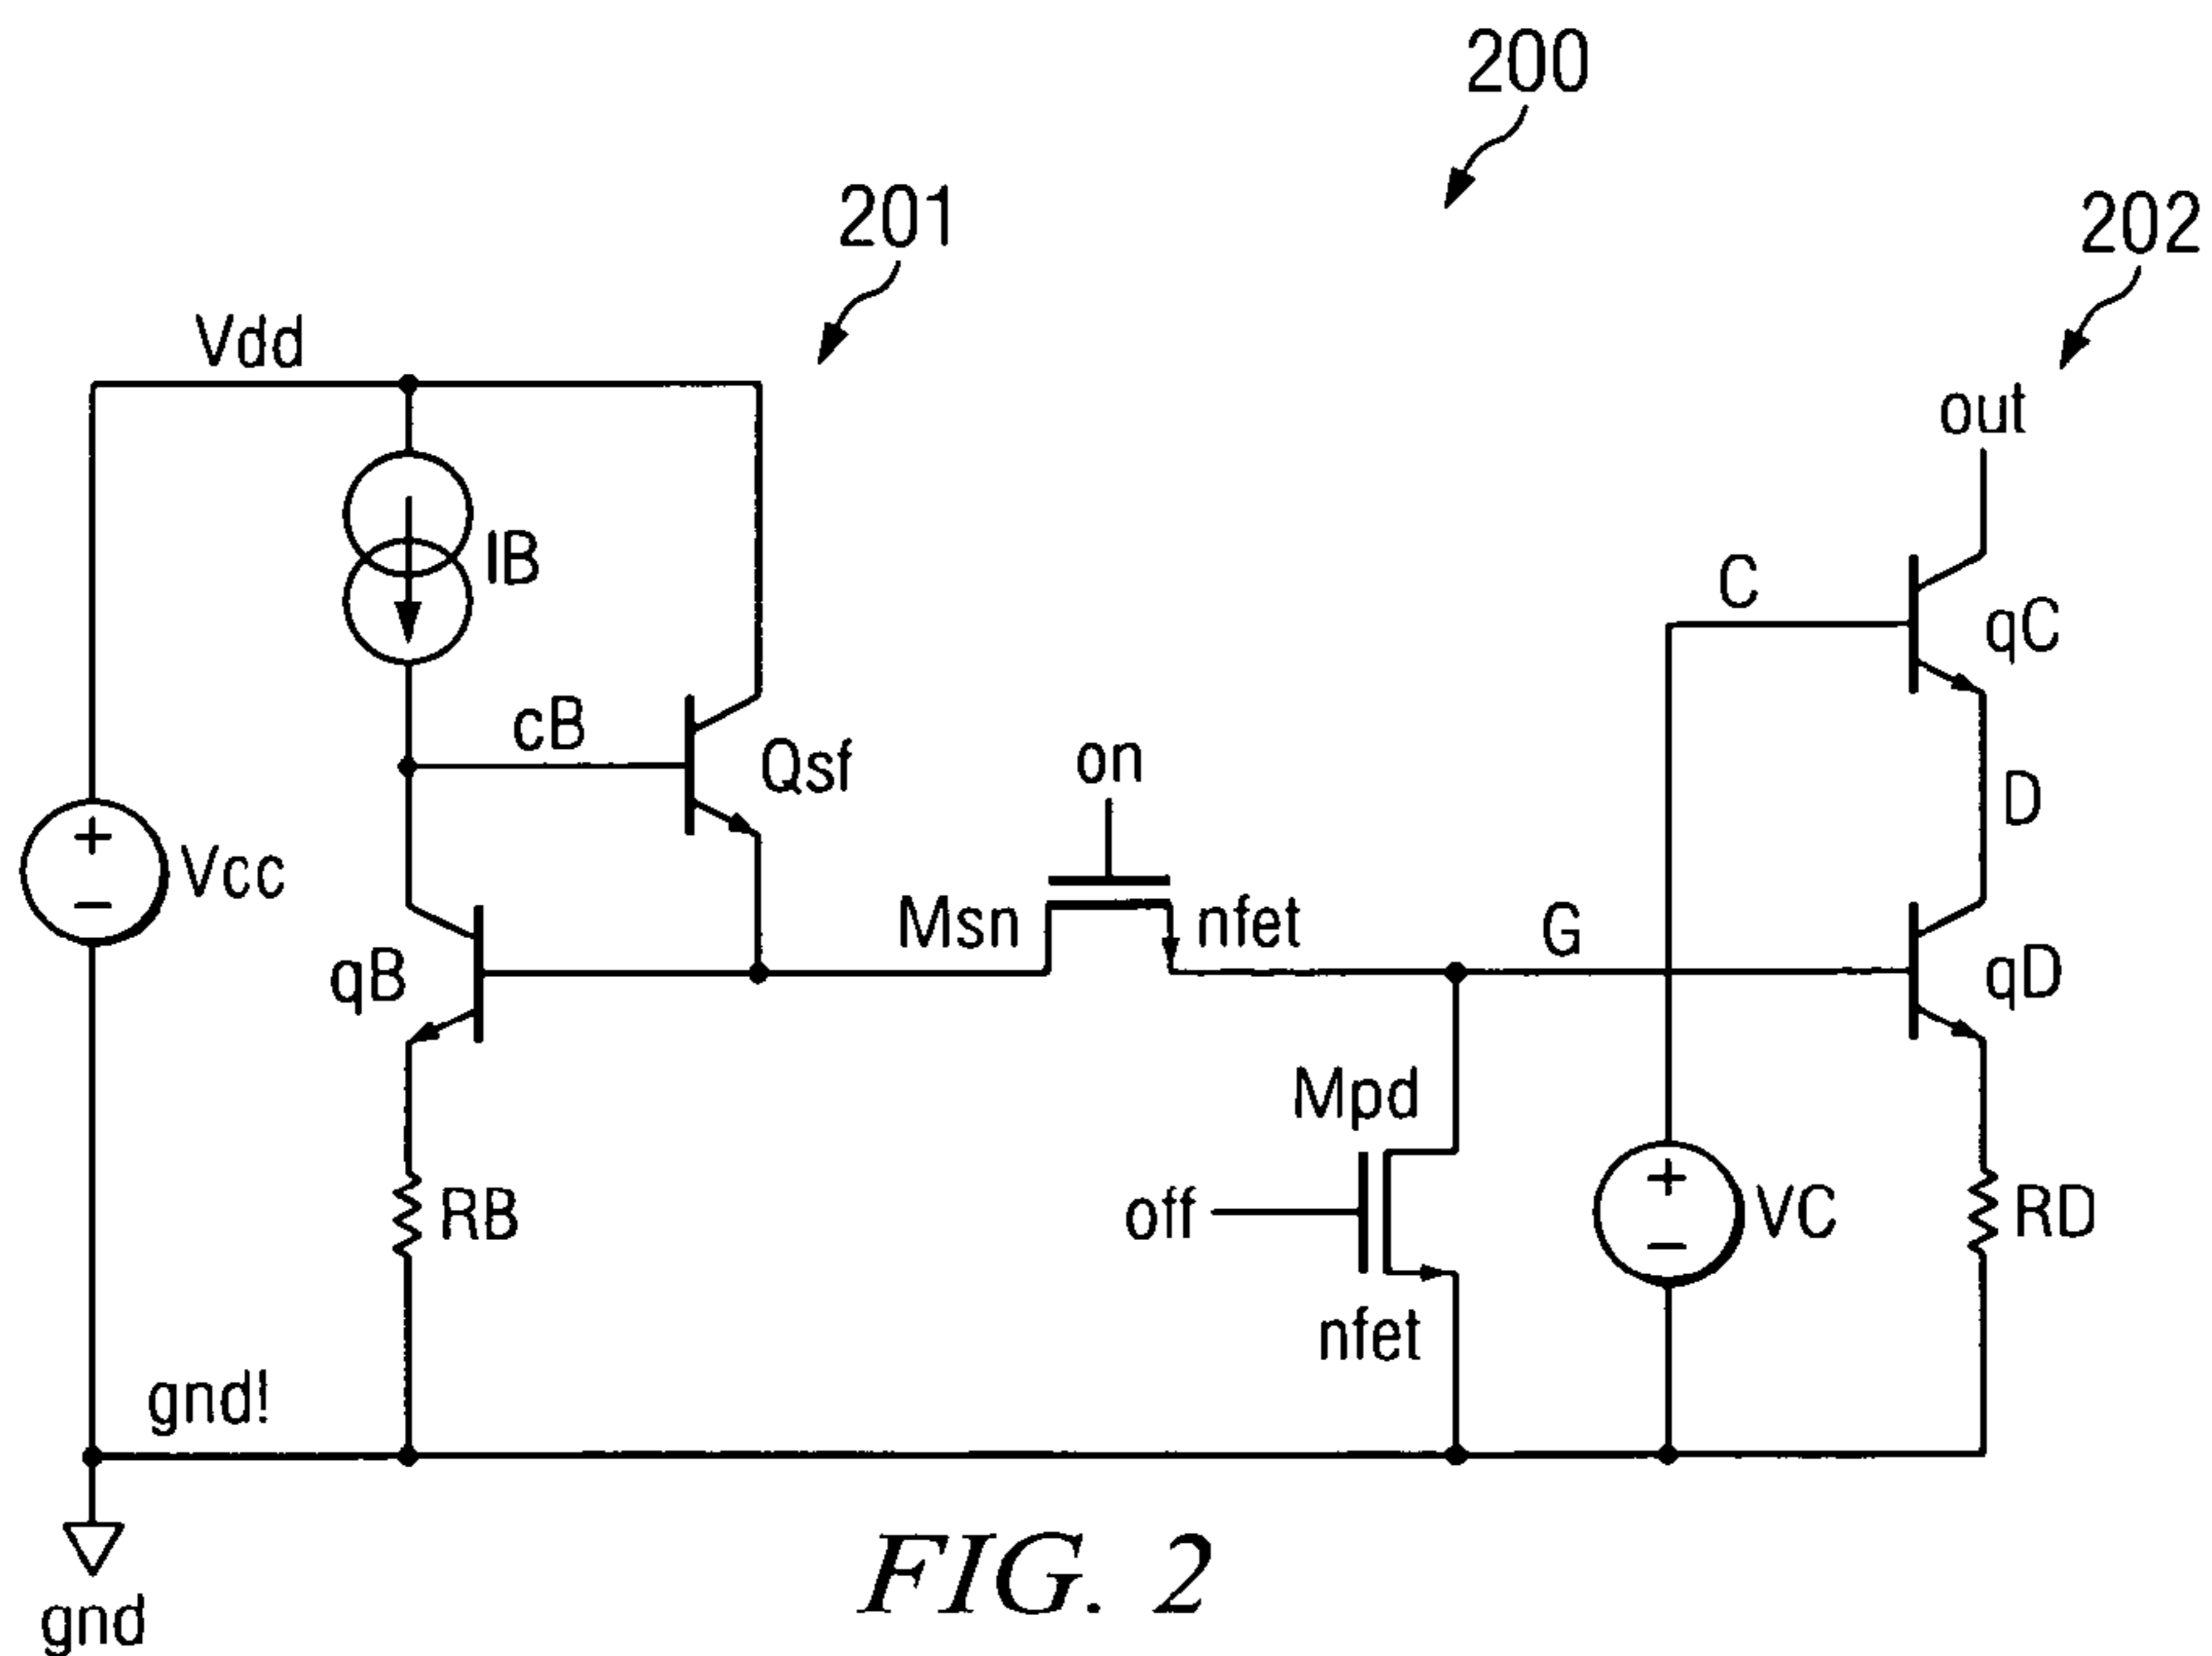 200
201
202
Vdd
out
IB
C
qC
cB
Qsf
on
D
+
-
Vcc
Msn
nfet
G
qB
qD
Mpd
RB
off
+
-
VC
RD
nfet
gnd!
gnd
FIG. 2